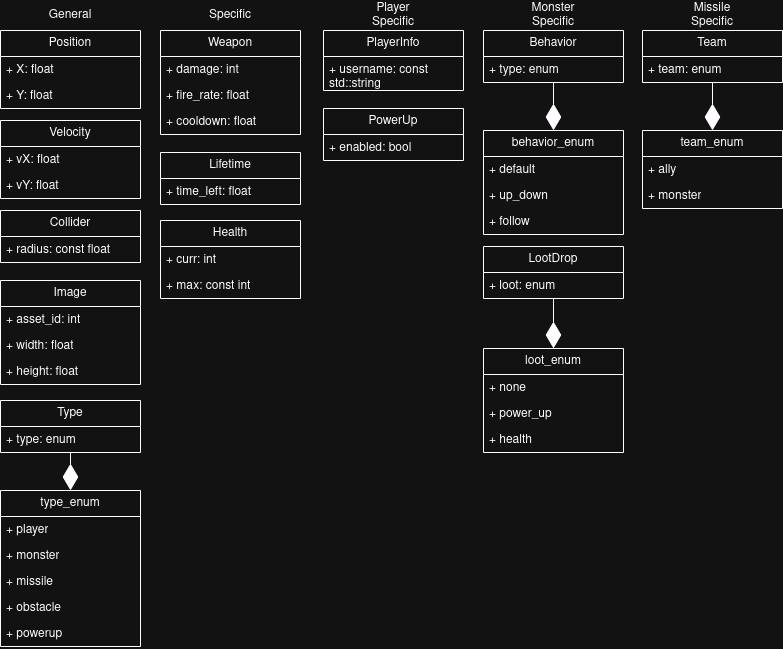 General
Position
+ X: float
+ Y: float
Velocity
+ vX: float
+ vY: float
Collider
+ radius: const float
Image
+ asset_id: int
+ width: float
+ height: float
Type
+ type: enum
type_enum
+ player
+ monster
+ missile
+ obstacle
+ powerup
Specific
Weapon
+ damage: int
+ fire_rate: float
+ cooldown: float
Lifetime
+ time_left: float
Health
+ curr: int
+ max: const int
Player
Specific
PlayerInfo
+ username: const
std::string
PowerUp
+ enabled: bool
Monster
Specific
Behavior
+ type: enum
behavior_enum
+ default
+ up_down
+ follow
LootDrop
+ loot: enum
loot_enum
+ none
+ power_up
+ health
Missile
Specific
Team
+ team: enum
team_enum
+ ally
+ monster